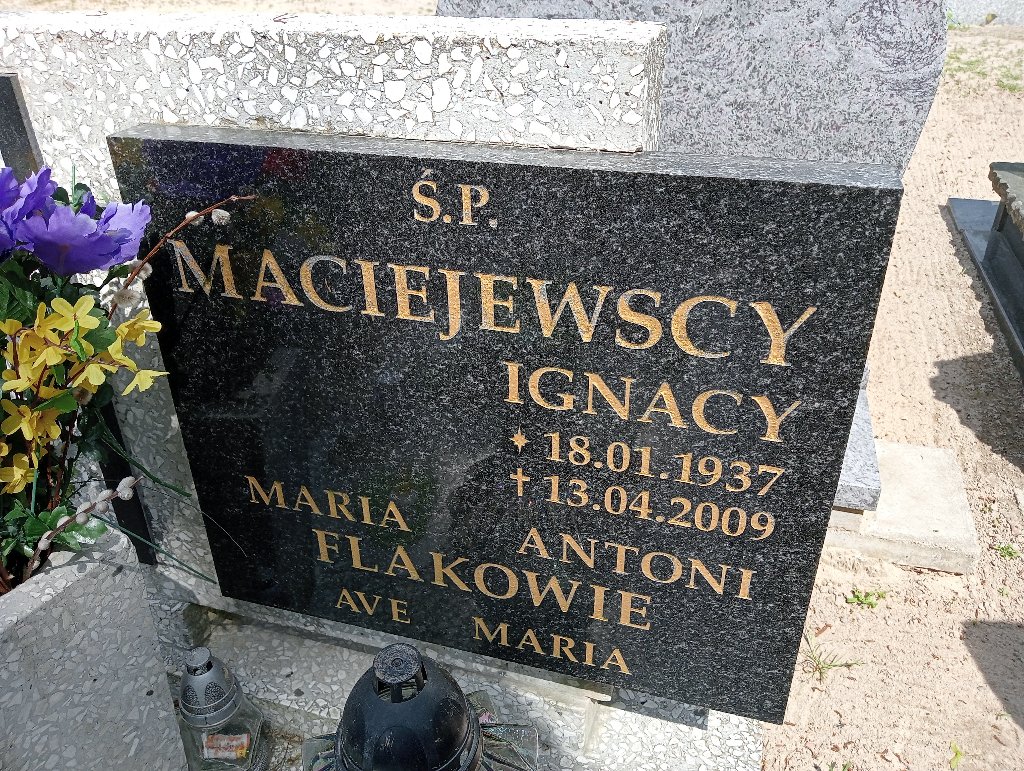 Ś.P.
MACIEJEWSCY
IGNACY
* 18.01.1937
† 13.04.2009
MARIA ANTONI
FLAKOWIE
AVE MARIA